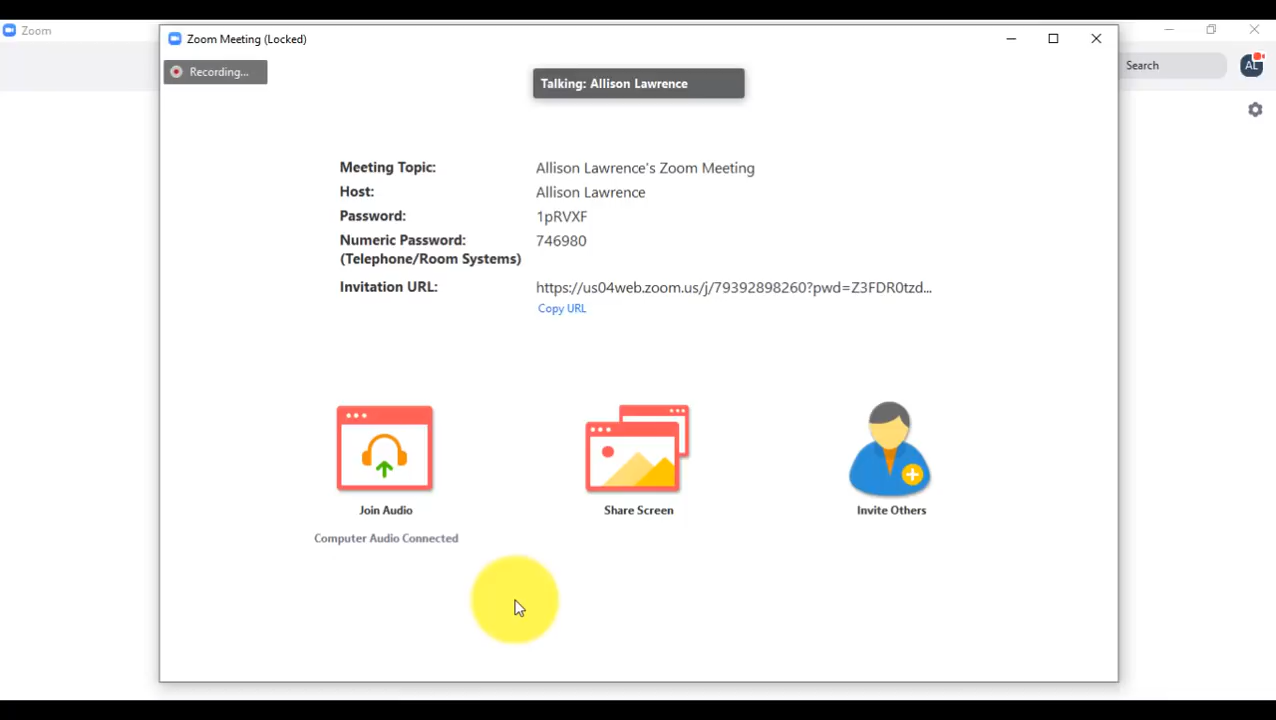 Zoom
Zoom Meeting (Locked)
Recording...
Talking: Allison Lawrence
Search
AL
Meeting Topic: Allison Lawrence's Zoom Meeting
Host: Allison Lawrence
Password: 1pRVXF
Numeric Password: 746980
(Telephone/Room Systems)
Invitation URL: https://us04web.zoom.us/j/79392898260?pwd=Z3FDR0tzd...
Copy URL
Join Audio
Share Screen
Invite Others
Computer Audio Connected